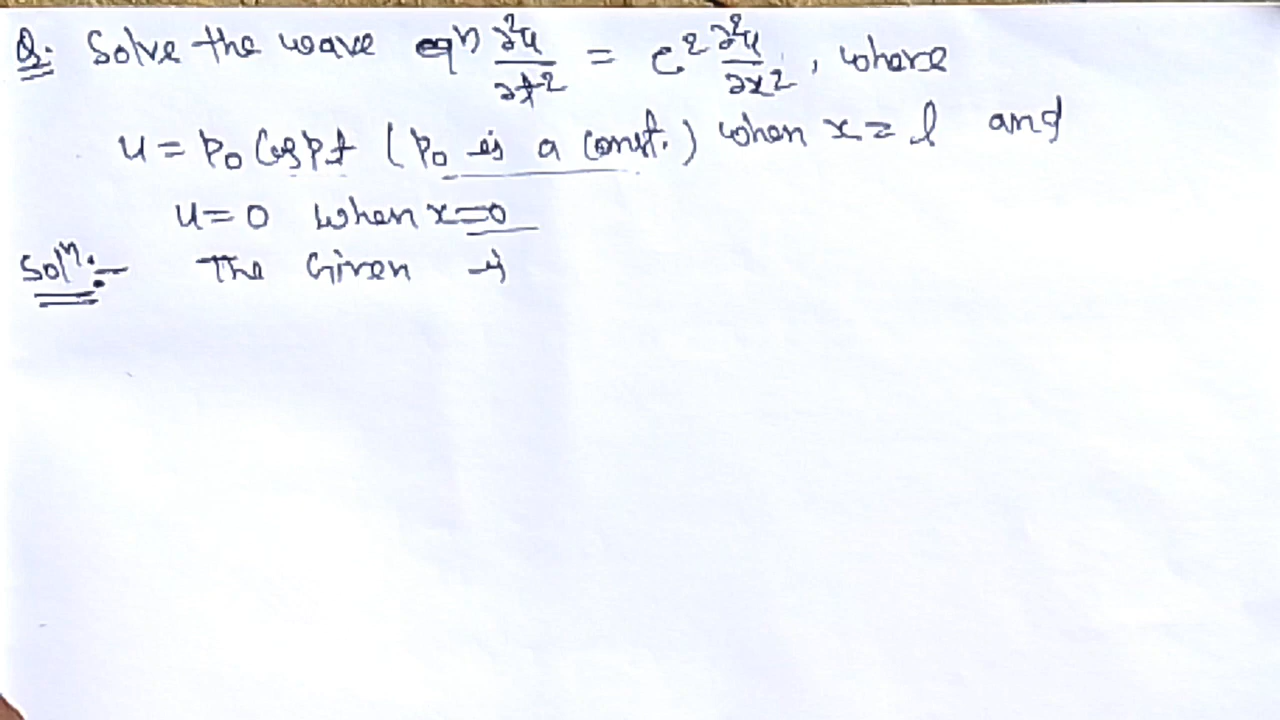 Q. Solve the wave eqⁿ ∂²u/∂t² = c² ∂²u/∂x², where
u = p₀ Cos pt (p₀ is a const.) when x = l and
u = 0 when x = 0
Solⁿ:- The Given is